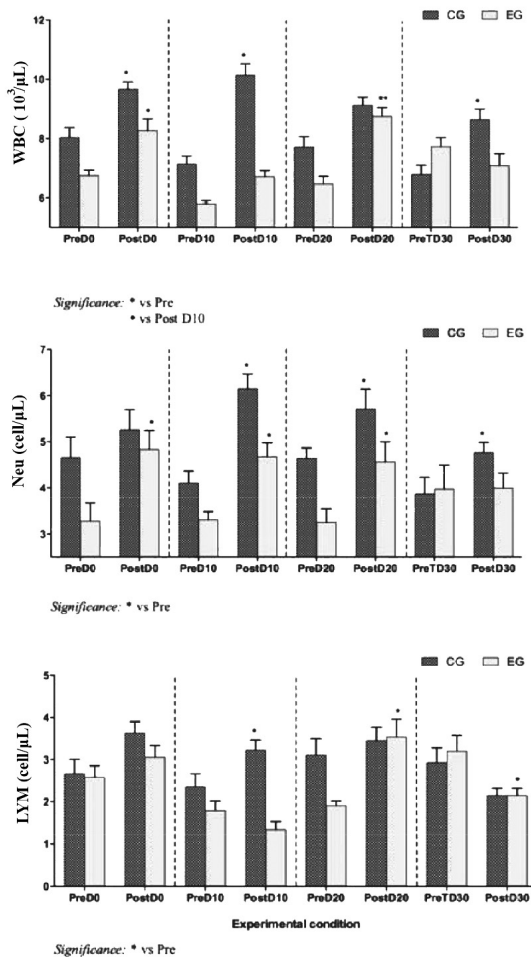 CG EG
WBC ( 10³/µL)
12
10
8
6
* * * ** *
PreD0 PostD0 PreD10 PostD10 PreD20 PostD20 PreTD30 PostD30
Significance: * vs Pre
• vs Post D10
CG EG
Neu (cell/µL)
7
6
5
4
3
* * * * * *
PreD0 PostD0 PreD10 PostD10 PreD20 PostD20 PreTD30 PostD30
Significance: * vs Pre
CG EG
LYM (cell/µL)
5
4
3
2
1
0
* * *
PreD0 PostD0 PreD10 PostD10 PreD20 PostD20 PreTD30 PostD30
Experimental condition
Significance: * vs Pre